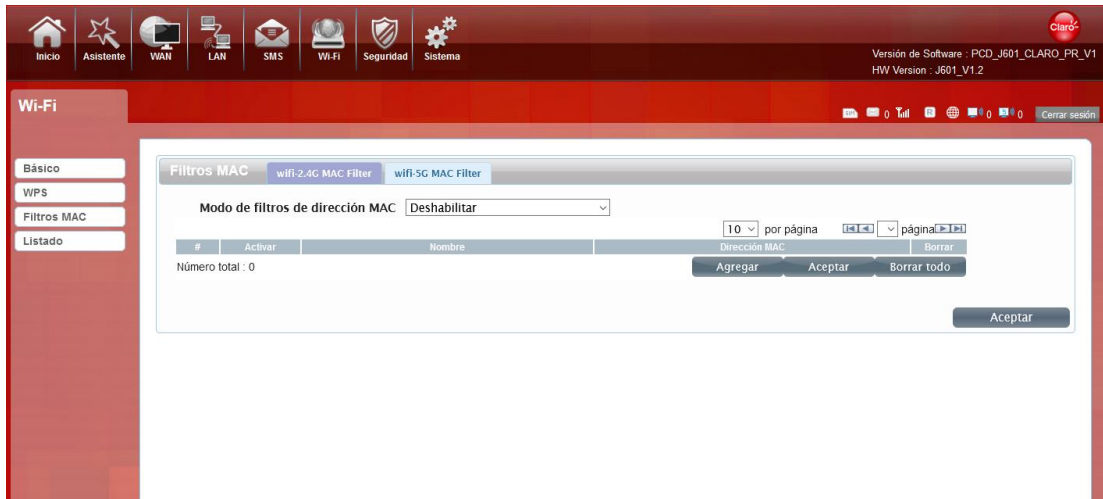 Inicio Asistente WAN LAN SMS Wi-Fi Seguridad Sistema
Claro
Versión de Software : PCD_J601_CLARO_PR_V1
HW Version : J601_V1.2
Wi-Fi
0 R 0 0 Cerrar sesión
Básico
WPS
Filtros MAC
Listado
Filtros MAC wifi-2.4G MAC Filter wifi-5G MAC Filter
Modo de filtros de dirección MAC Deshabilitar
10 por página página
# Activar Nombre Dirección MAC Borrar
Número total : 0 Agregar Aceptar Borrar todo
Aceptar